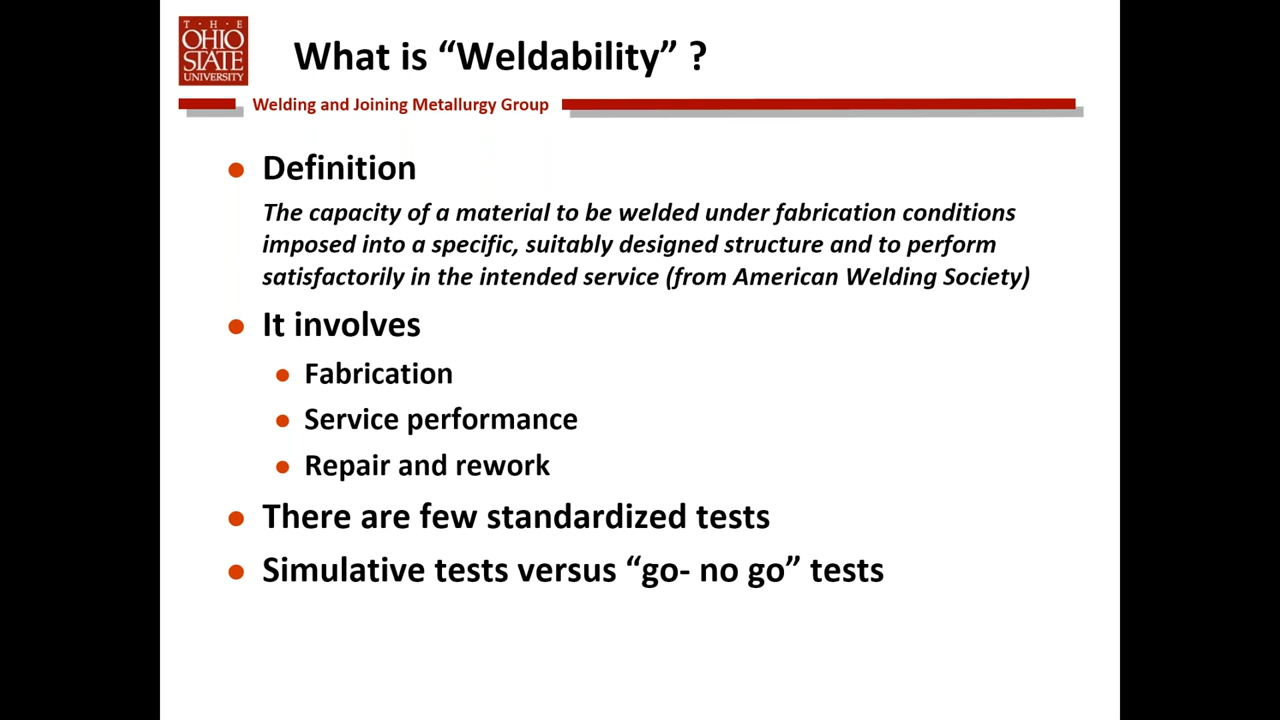 T · H · E
OHIO
STATE
UNIVERSITY
What is “Weldability” ?
Welding and Joining Metallurgy Group
● Definition
The capacity of a material to be welded under fabrication conditions
imposed into a specific, suitably designed structure and to perform
satisfactorily in the intended service (from American Welding Society)
● It involves
● Fabrication
● Service performance
● Repair and rework
● There are few standardized tests
● Simulative tests versus “go- no go” tests